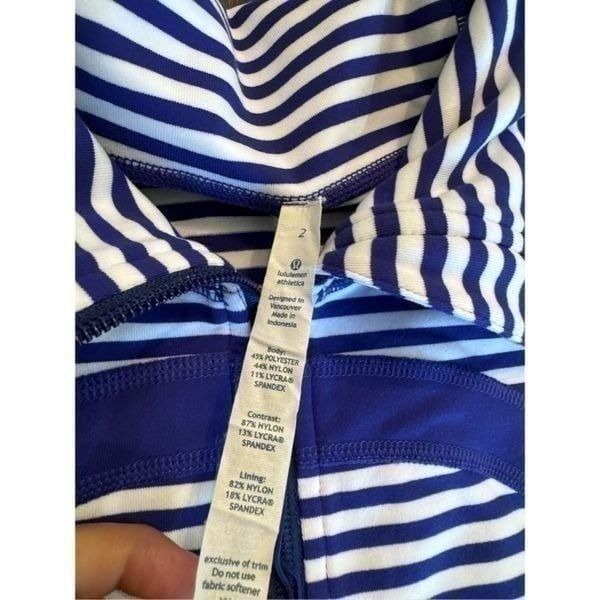 2
lululemon
athletica
Designed in
Vancouver
Made in
Indonesia
Body:
45% POLYESTER
44% NYLON
11% LYCRA®
SPANDEX
Contrast:
87% NYLON
13% LYCRA®
SPANDEX
Lining:
82% NYLON
18% LYCRA®
SPANDEX
exclusive of trim
Do not use
fabric softener